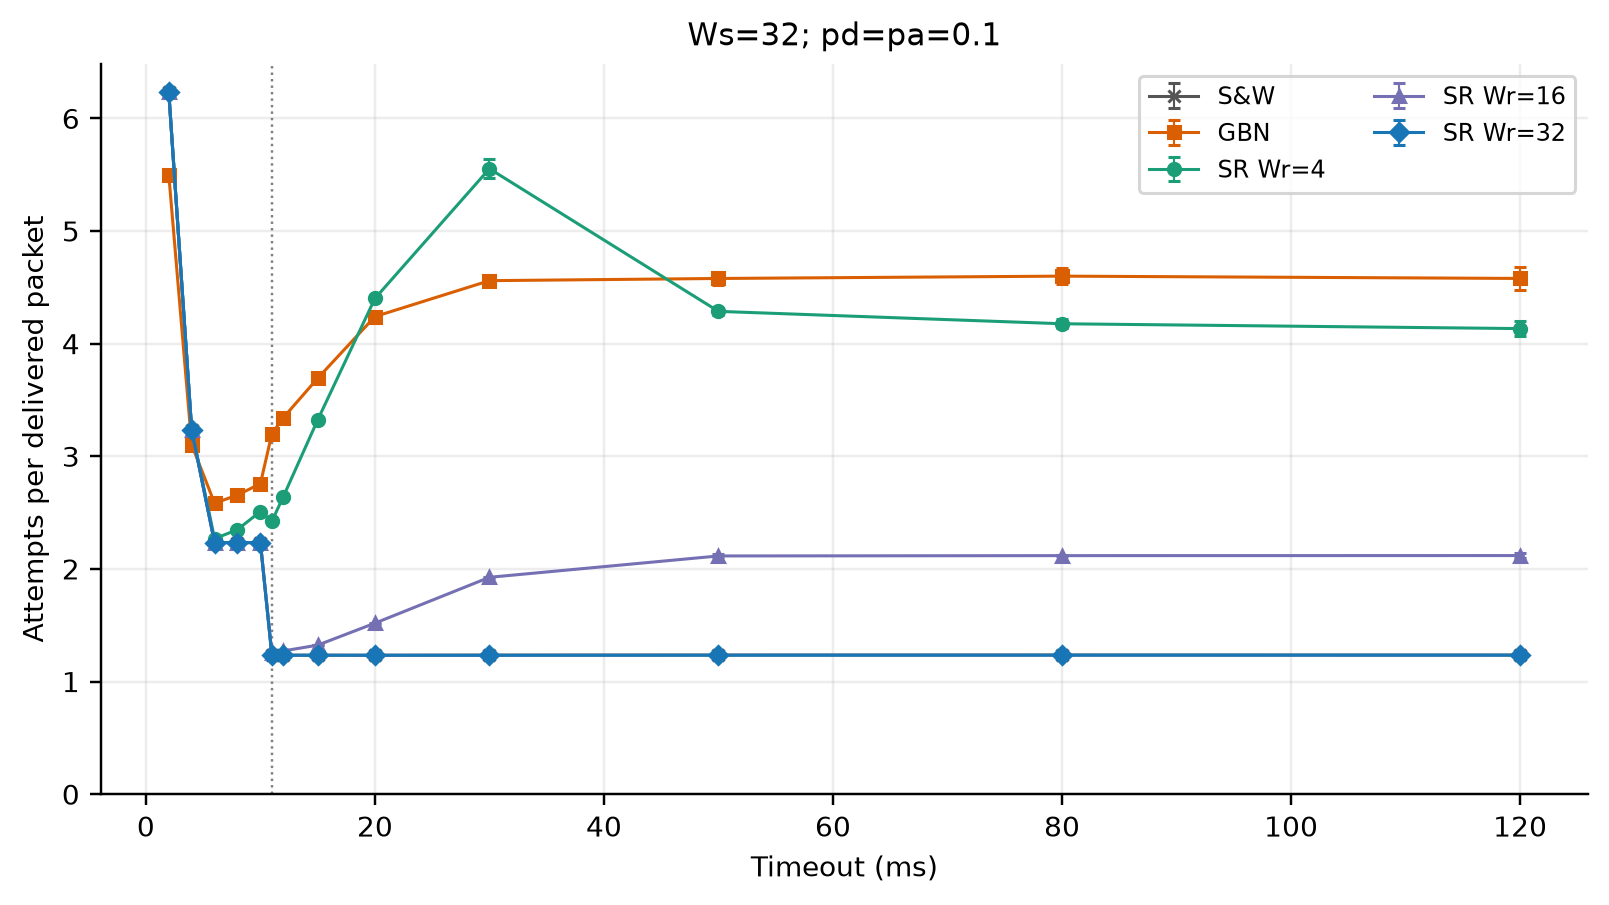 Ws=32; pd=pa=0.1
S&W
GBN
SR Wr=4
SR Wr=16
SR Wr=32
Attempts per delivered packet
6
5
4
3
2
1
0
0 20 40 60 80 100 120
Timeout (ms)